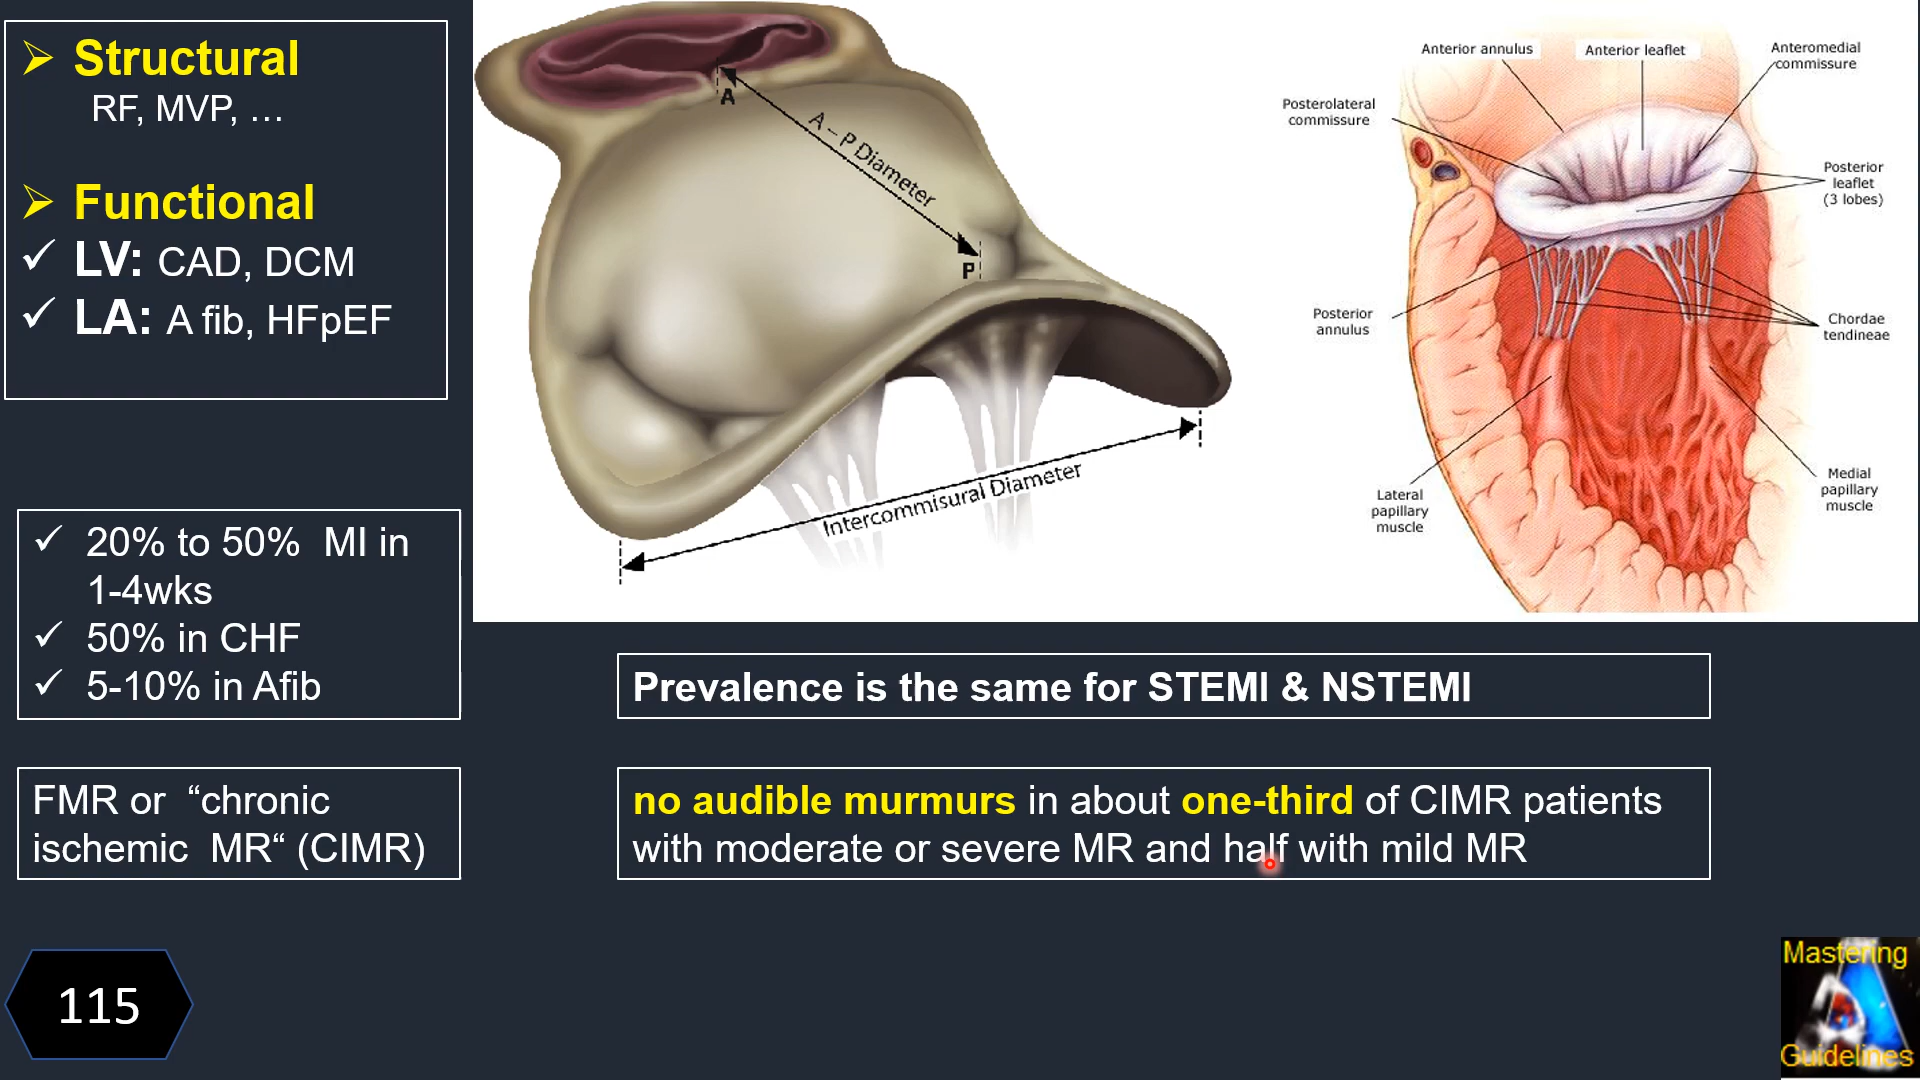 Structural
RF, MVP, …
Functional
LV: CAD, DCM
LA: A fib, HFpEF
20% to 50% MI in
1-4wks
50% in CHF
5-10% in Afib
FMR or “chronic
ischemic MR“ (CIMR)
115
A
A – P Diameter
P
Intercommisural Diameter
Anterior annulus
Anterior leaflet
Anteromedial
commissure
Posterolateral
commissure
Posterior
leaflet
(3 lobes)
Posterior
annulus
Chordae
tendineae
Lateral
papillary
muscle
Medial
papillary
muscle
Prevalence is the same for STEMI & NSTEMI
no audible murmurs in about one-third of CIMR patients
with moderate or severe MR and half with mild MR
Mastering
Guidelines